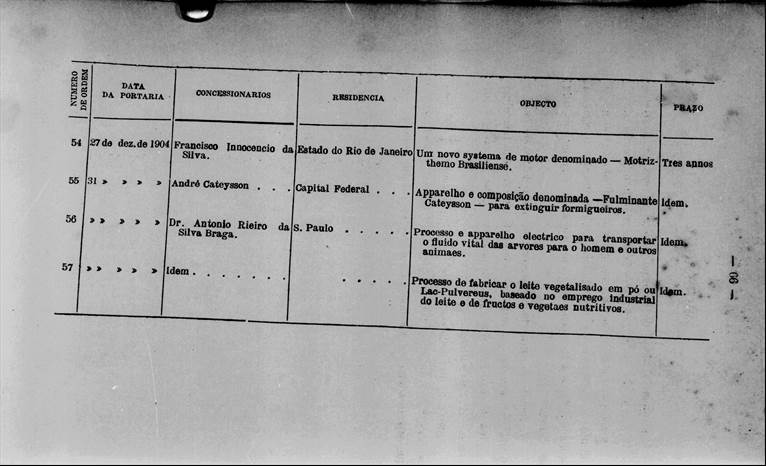 NUMERO DE ORDEM
DATA DA PORTARIA
CONCESSIONARIOS
RESIDENCIA
OBJECTO
PRAZO
54 27 de dez. de 1904 Francisco Innocencio da Estado do Rio de Janeiro Um novo systema de motor denominado — Motriz- Tres annos
Silva. themo Brasiliense.
55 31 » » » » André Cateysson . . . Capital Federal . . . Apparelho e composição denominada —Fulminante Idem.
Cateysson — para extinguir formigueiros.
56 » » » » » Dr. Antonio Rieiro da S. Paulo . . . . . Processo e apparelho electrico para transportar Idem.
Silva Braga. o fluido vital das arvores para o homem e outros
animaes.
57 » » » » » Idem . . . . . . . . . . . . Processo de fabricar o leite vegetalisado em pó ou Idem.
Lac-Pulvereus, baseado no emprego industrial
do leite e de fructos e vegetaes nutritivos.